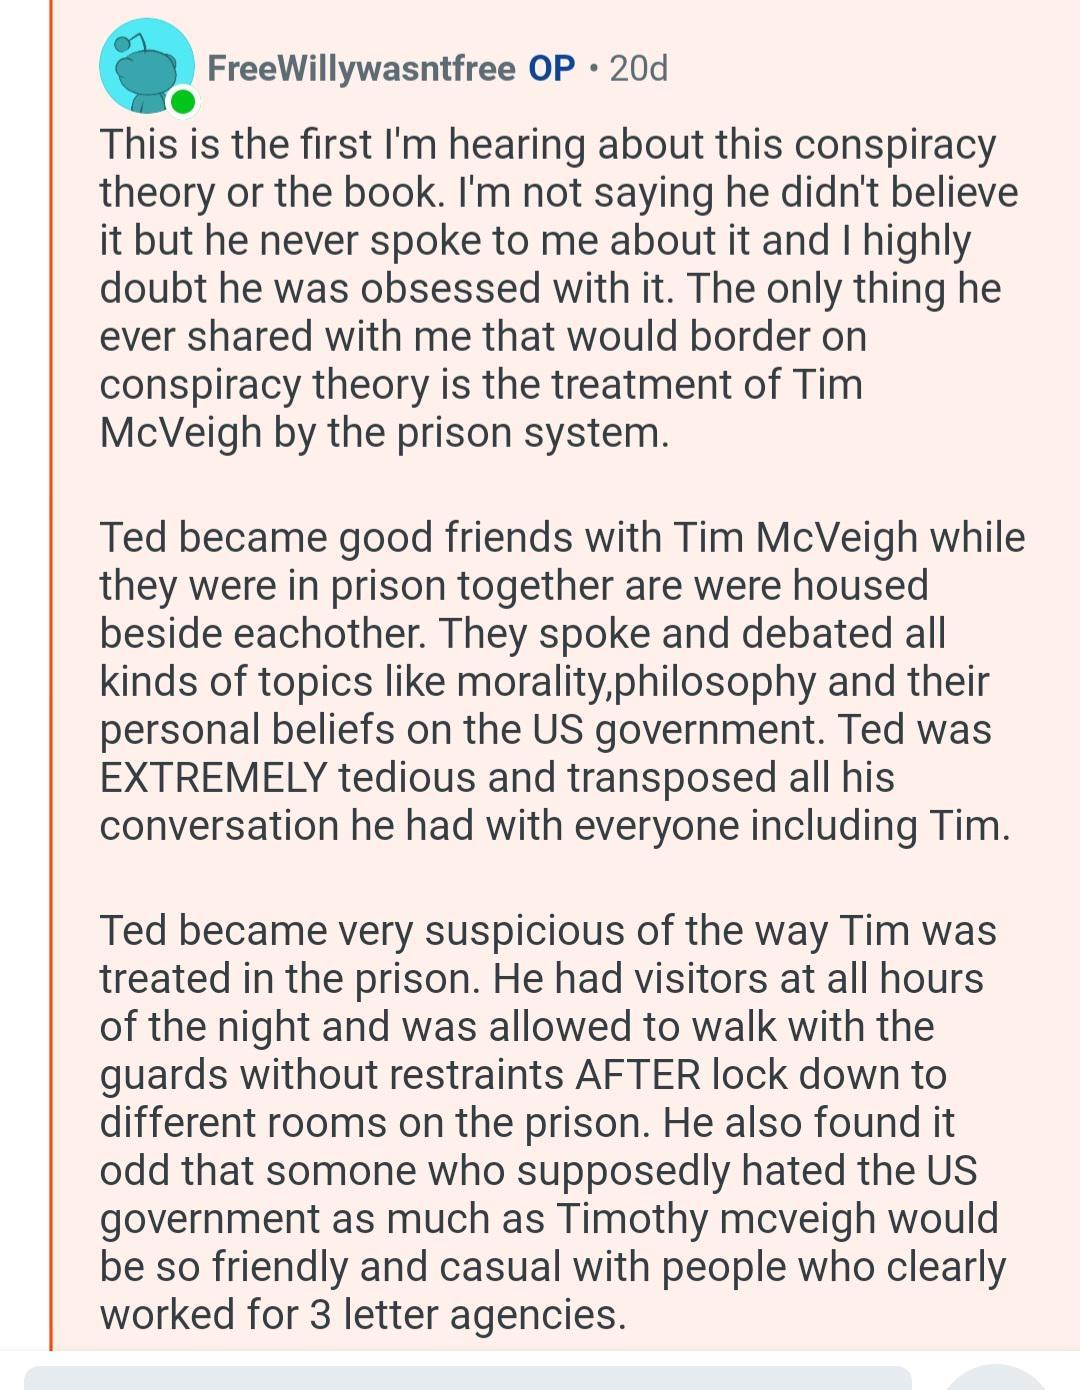 FreeWillywasntfree OP • 20d
This is the first I'm hearing about this conspiracy
theory or the book. I'm not saying he didn't believe
it but he never spoke to me about it and I highly
doubt he was obsessed with it. The only thing he
ever shared with me that would border on
conspiracy theory is the treatment of Tim
McVeigh by the prison system.
Ted became good friends with Tim McVeigh while
they were in prison together are were housed
beside eachother. They spoke and debated all
kinds of topics like morality,philosophy and their
personal beliefs on the US government. Ted was
EXTREMELY tedious and transposed all his
conversation he had with everyone including Tim.
Ted became very suspicious of the way Tim was
treated in the prison. He had visitors at all hours
of the night and was allowed to walk with the
guards without restraints AFTER lock down to
different rooms on the prison. He also found it
odd that somone who supposedly hated the US
government as much as Timothy mcveigh would
be so friendly and casual with people who clearly
worked for 3 letter agencies.